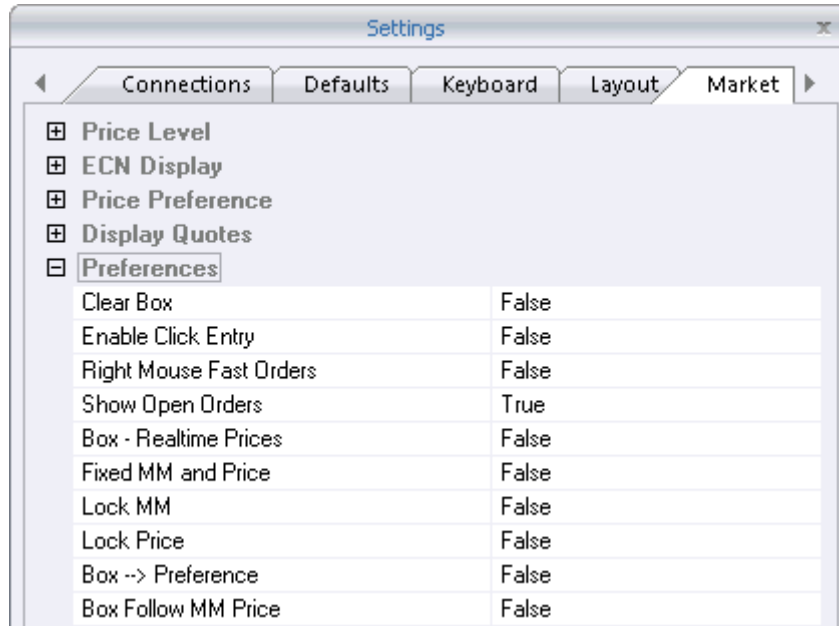 Settings
Connections Defaults Keyboard Layout Market
Price Level
ECN Display
Price Preference
Display Quotes
Preferences
Clear Box False
Enable Click Entry False
Right Mouse Fast Orders False
Show Open Orders True
Box - Realtime Prices False
Fixed MM and Price False
Lock MM False
Lock Price False
Box --> Preference False
Box Follow MM Price False